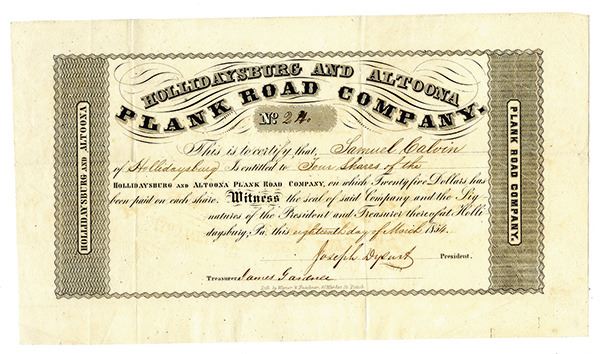 HOLLIDAYSBURG AND ALTOONA
PLANK ROAD COMPANY.
No. 24.
This is to certify that, Samuel Calvin
of Hollidaysburg Is entitled to Four Shares of the
HOLLIDAYSBURG AND ALTOONA PLANK ROAD COMPANY, on which Twenty five Dollars has
been paid on each share. Witness the seal of said Company and the Sig-
natures of the President and Treasurer thereof at Holli-
daysburg, Pa. this eighteenth day of March 1854.
Joseph President.
Treasurer James Gardner
HOLLIDAYSBURG AND ALTOONA
PLANK ROAD COMPANY.